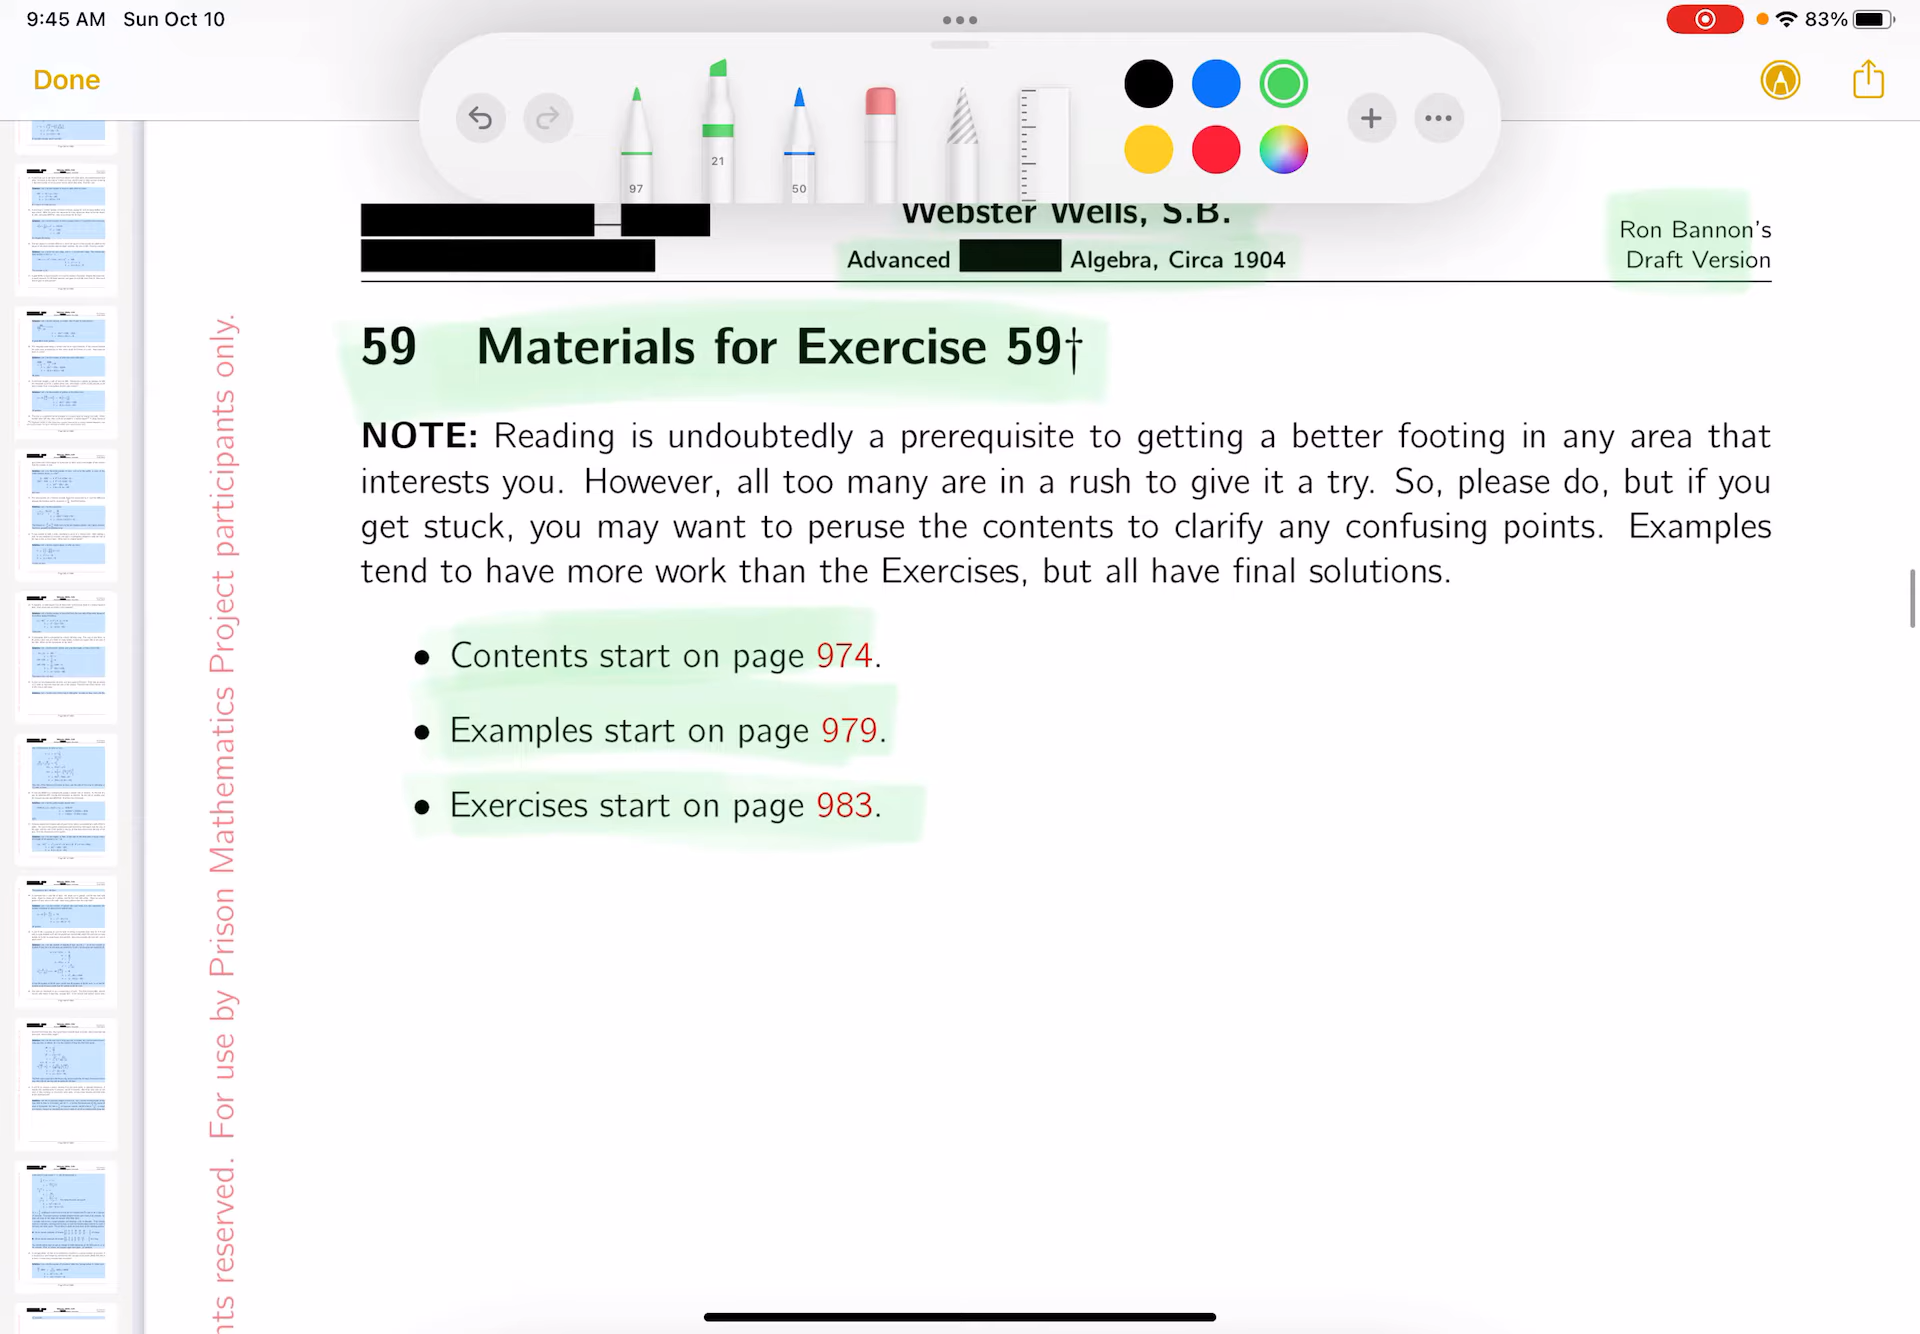 9:45 AM Sun Oct 10
83%
Done
97
21
50
Webster Wells, S.B.
Advanced Algebra, Circa 1904
Ron Bannon's
Draft Version
59 Materials for Exercise 59†
NOTE: Reading is undoubtedly a prerequisite to getting a better footing in any area that
interests you. However, all too many are in a rush to give it a try. So, please do, but if you
get stuck, you may want to peruse the contents to clarify any confusing points. Examples
tend to have more work than the Exercises, but all have final solutions.
• Contents start on page 974.
• Examples start on page 979.
• Exercises start on page 983.
reserved. For use by Prison Mathematics Project participants only.